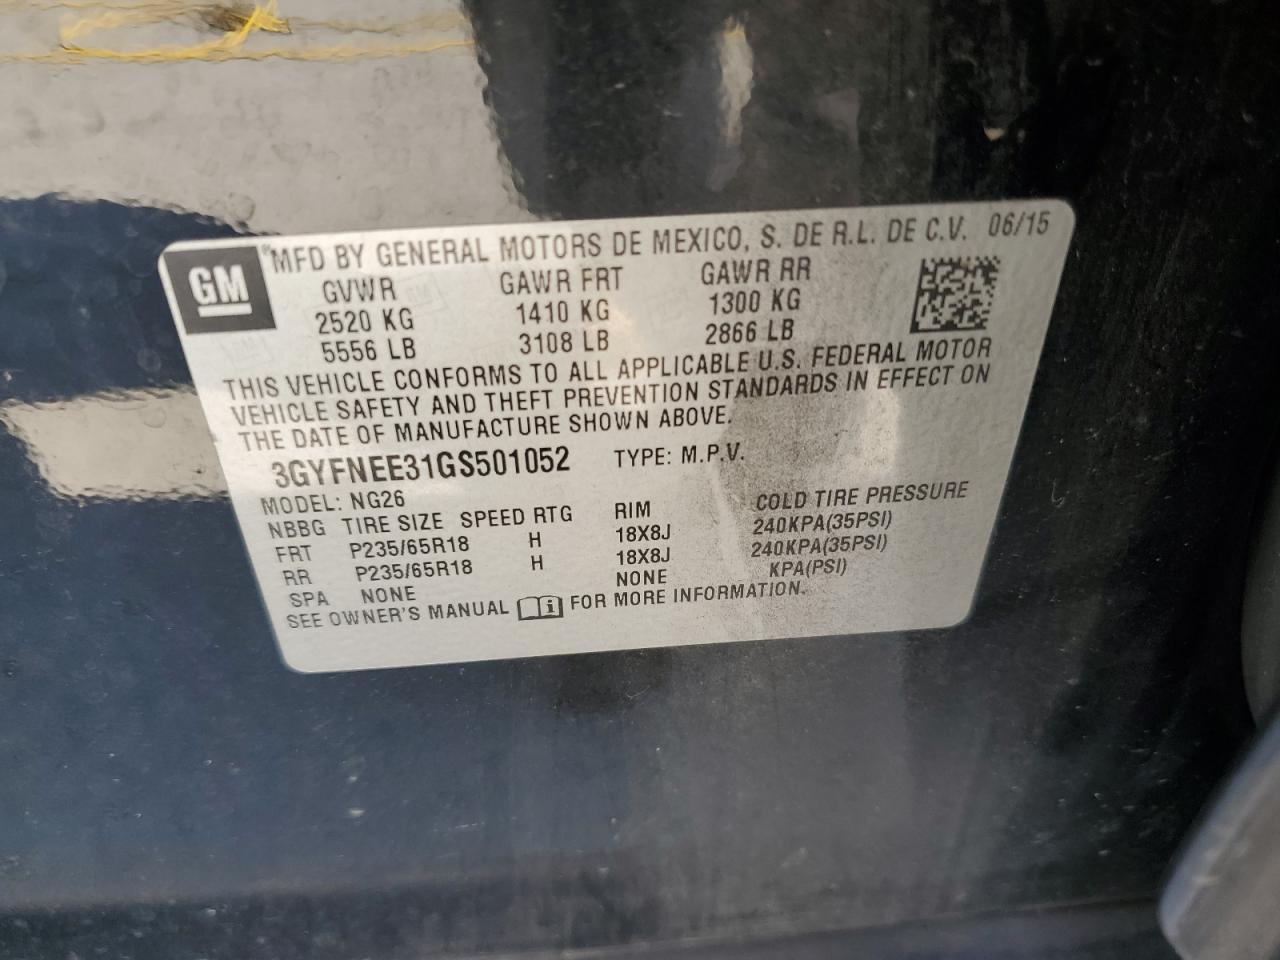 GM
®MFD BY GENERAL MOTORS DE MEXICO, S. DE R.L. DE C.V. 06/15
GVWR GAWR FRT GAWR RR
2520 KG 1410 KG 1300 KG
5556 LB 3108 LB 2866 LB
THIS VEHICLE CONFORMS TO ALL APPLICABLE U.S. FEDERAL MOTOR
VEHICLE SAFETY AND THEFT PREVENTION STANDARDS IN EFFECT ON
THE DATE OF MANUFACTURE SHOWN ABOVE.
3GYFNEE31GS501052 TYPE: M.P.V.
MODEL: NG26
NBBG TIRE SIZE SPEED RTG RIM COLD TIRE PRESSURE
FRT P235/65R18 H 18X8J 240KPA(35PSI)
RR P235/65R18 H 18X8J 240KPA(35PSI)
SPA NONE NONE KPA(PSI)
SEE OWNER'S MANUAL FOR MORE INFORMATION.